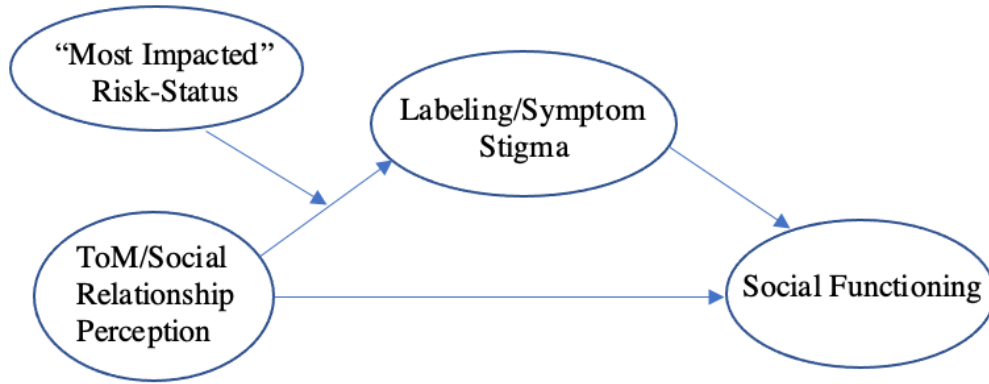 “Most Impacted”
Risk-Status
Labeling/Symptom
Stigma
ToM/Social
Relationship
Perception
Social Functioning